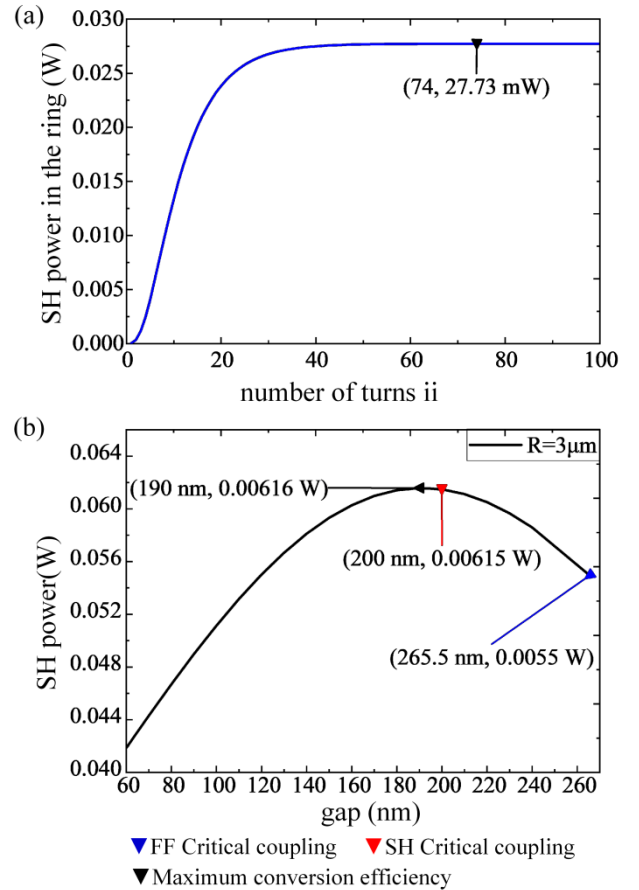 (a)
0.030
0.025
0.020
0.015
0.010
0.005
0.000
SH power in the ring (W)
(74, 27.73 mW)
0 20 40 60 80 100
number of turns ii
(b)
R=3μm
0.064
0.060
0.056
0.052
0.048
0.044
0.040
SH power(W)
(190 nm, 0.00616 W)
(200 nm, 0.00615 W)
(265.5 nm, 0.0055 W)
60 80 100 120 140 160 180 200 220 240 260
gap (nm)
FF Critical coupling SH Critical coupling
Maximum conversion efficiency